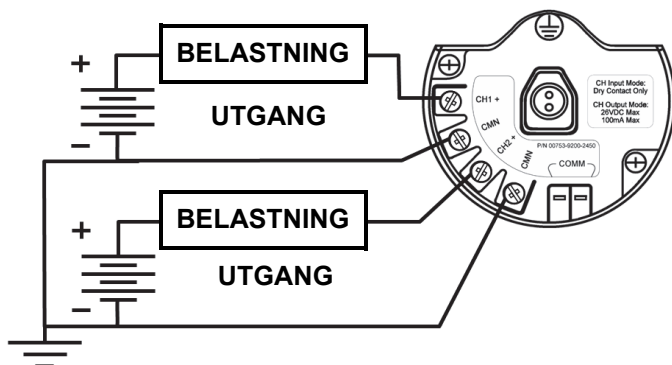 +
BELASTNING
UTGANG
−
+
BELASTNING
UTGANG
−
CH1 +
CMN
CH2 +
CMN
CH Input Mode:
Dry Contact Only
CH Output Mode:
26VDC Max
100mA Max
P/N 00753-9200-2450
COMM